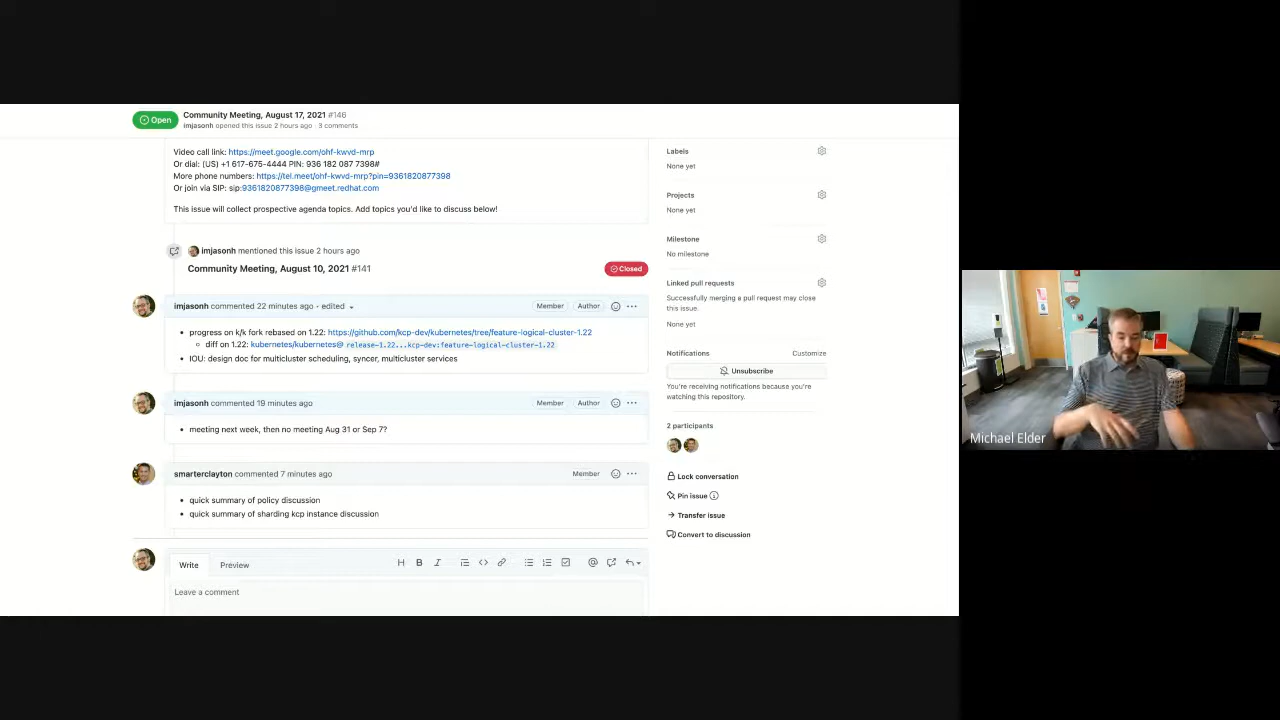 Open
Community Meeting, August 17, 2021 #146
imjasonh opened this issue 2 hours ago · 3 comments
Video call link: https://meet.google.com/ohf-kwvd-mrp
Or dial: (US) +1 617-675-4444 PIN: 936 182 087 7398#
More phone numbers: https://tel.meet/ohf-kwvd-mrp?pin=9361820877398
Or join via SIP: sip:9361820877398@gmeet.redhat.com
This issue will collect prospective agenda topics. Add topics you'd like to discuss below!
imjasonh mentioned this issue 2 hours ago
Community Meeting, August 10, 2021 #141
Closed
imjasonh commented 22 minutes ago · edited
Member
Author
• progress on k/k fork rebased on 1.22: https://github.com/kcp-dev/kubernetes/tree/feature-logical-cluster-1.22
◦ diff on 1.22: kubernetes/kubernetes@ release-1.22...kcp-dev:feature-logical-cluster-1.22
• IOU: design doc for multicluster scheduling, syncer, multicluster services
imjasonh commented 19 minutes ago
Member
Author
• meeting next week, then no meeting Aug 31 or Sep 7?
smarterclayton commented 7 minutes ago
Member
• quick summary of policy discussion
• quick summary of sharding kcp instance discussion
Write
Preview
Leave a comment
Labels
None yet
Projects
None yet
Milestone
No milestone
Linked pull requests
Successfully merging a pull request may close
this issue.
None yet
Notifications
Customize
Unsubscribe
You're receiving notifications because you're
watching this repository.
2 participants
Lock conversation
Pin issue
Transfer issue
Convert to discussion
Michael Elder